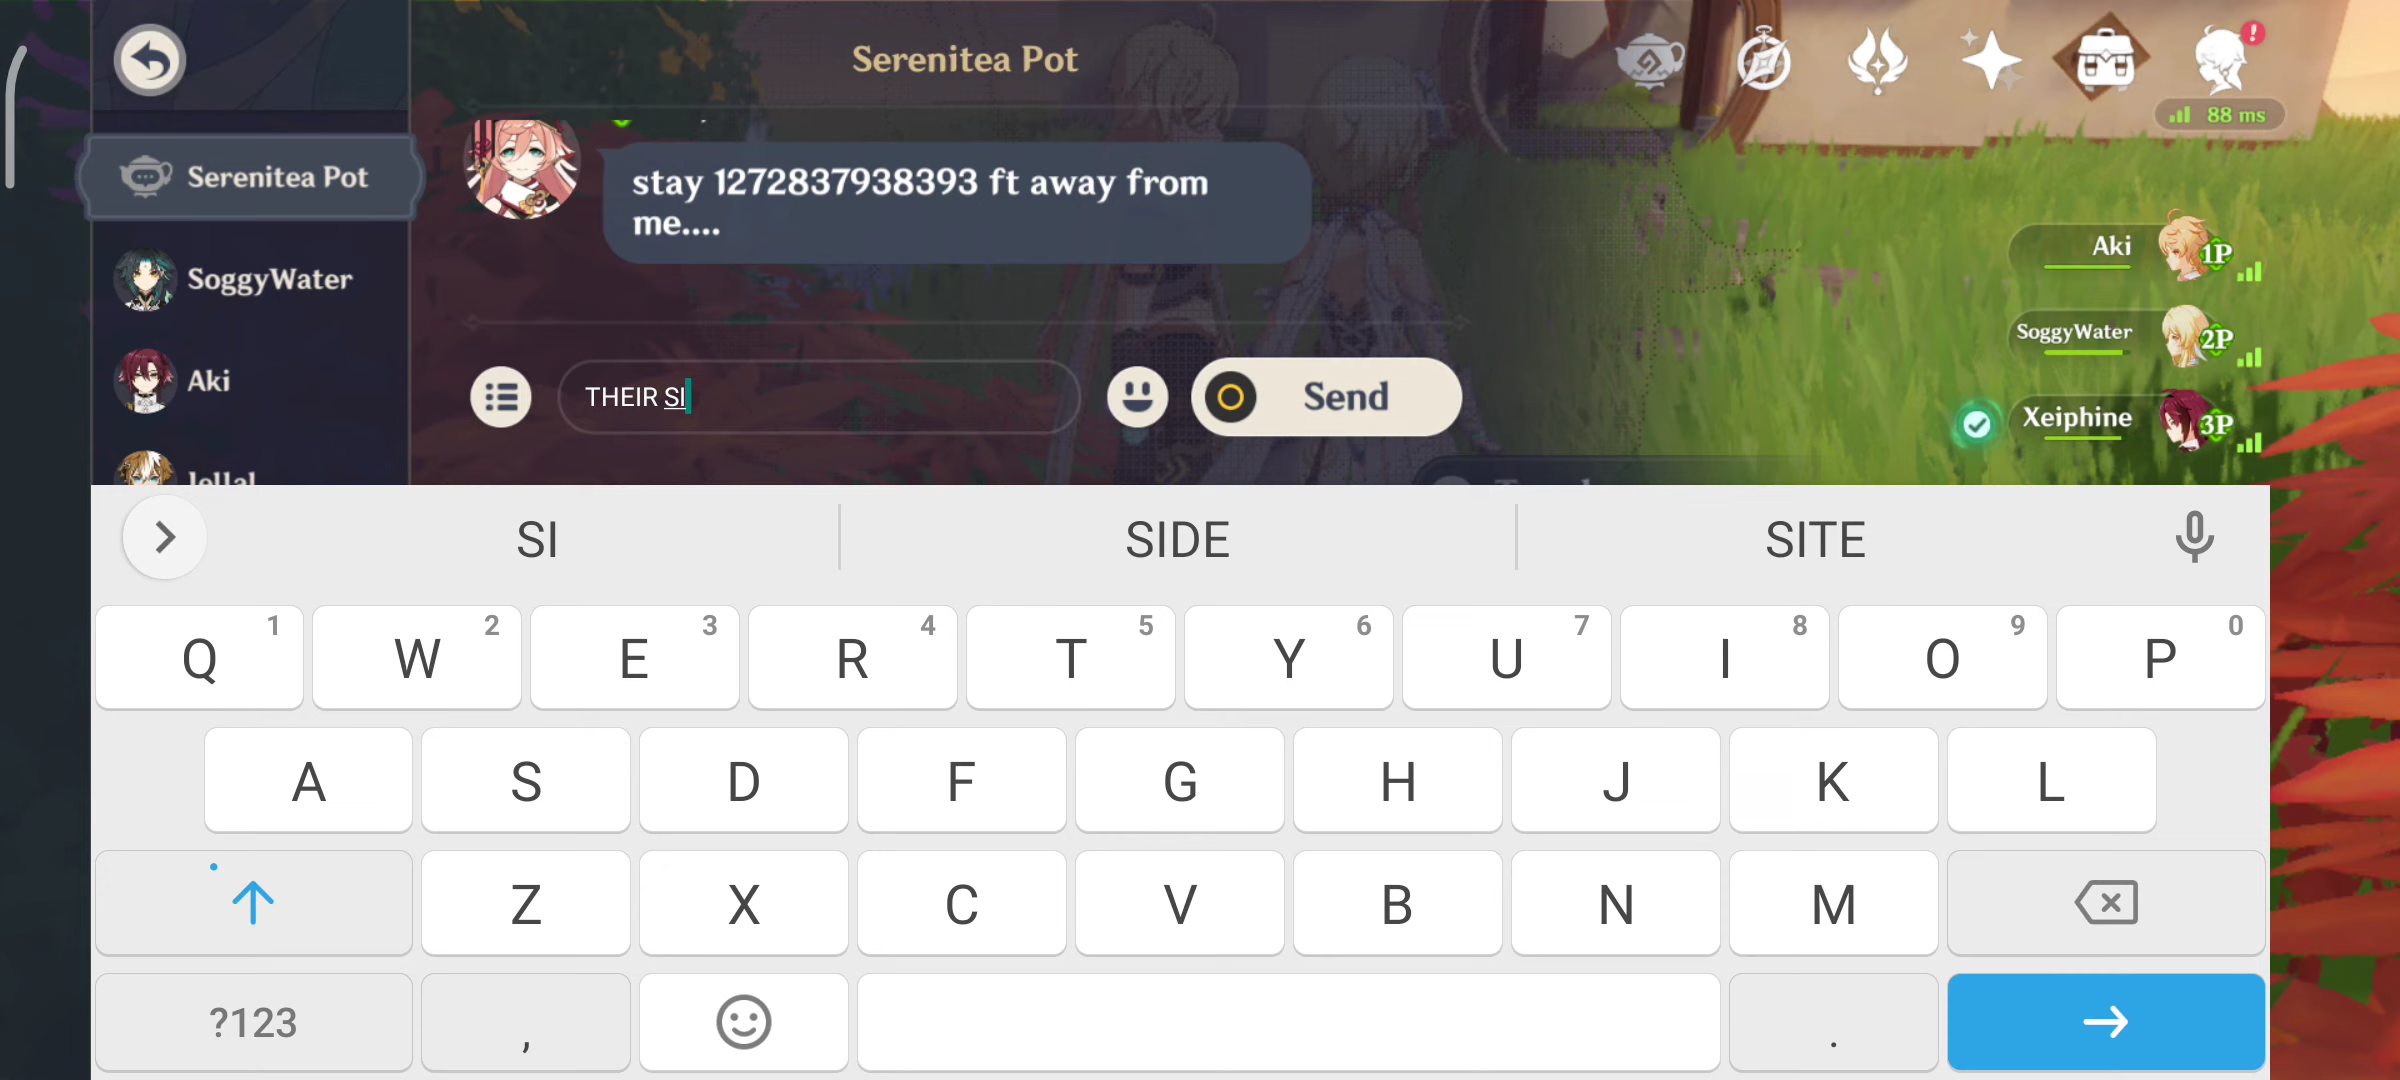 Serenitea Pot
88 ms
Serenitea Pot
stay 1272837938393 ft away from
me....
SoggyWater
Aki
THEIR SI
Send
Aki
1P
SoggyWater
2P
Xeiphine
3P
SI
SIDE
SITE
Q 1
W 2
E 3
R 4
T 5
Y 6
U 7
I 8
O 9
P 0
A
S
D
F
G
H
J
K
L
Z
X
C
V
B
N
M
?123
,
.